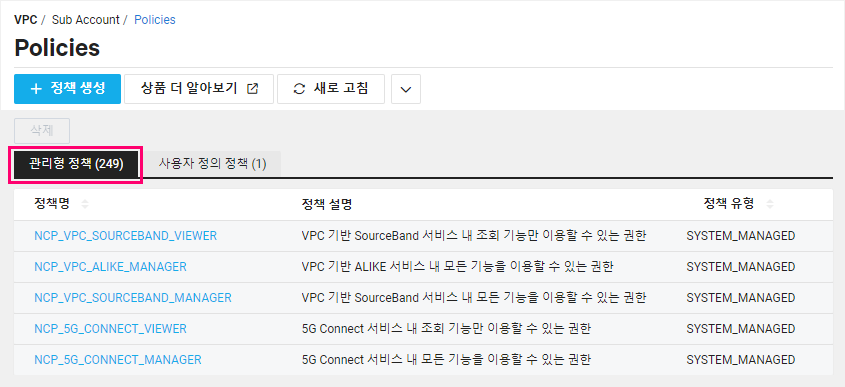 VPC / Sub Account / Policies
Policies
+ 정책 생성 상품 더 알아보기 새로 고침
삭제
관리형 정책 (249) 사용자 정의 정책 (1)
정책명 정책 설명 정책 유형
NCP_VPC_SOURCEBAND_VIEWER VPC 기반 SourceBand 서비스 내 조회 기능만 이용할 수 있는 권한 SYSTEM_MANAGED
NCP_VPC_ALIKE_MANAGER VPC 기반 ALIKE 서비스 내 모든 기능을 이용할 수 있는 권한 SYSTEM_MANAGED
NCP_VPC_SOURCEBAND_MANAGER VPC 기반 SourceBand 서비스 내 모든 기능을 이용할 수 있는 권한 SYSTEM_MANAGED
NCP_5G_CONNECT_VIEWER 5G Connect 서비스 내 조회 기능만 이용할 수 있는 권한 SYSTEM_MANAGED
NCP_5G_CONNECT_MANAGER 5G Connect 서비스 내 모든 기능을 이용할 수 있는 권한 SYSTEM_MANAGED